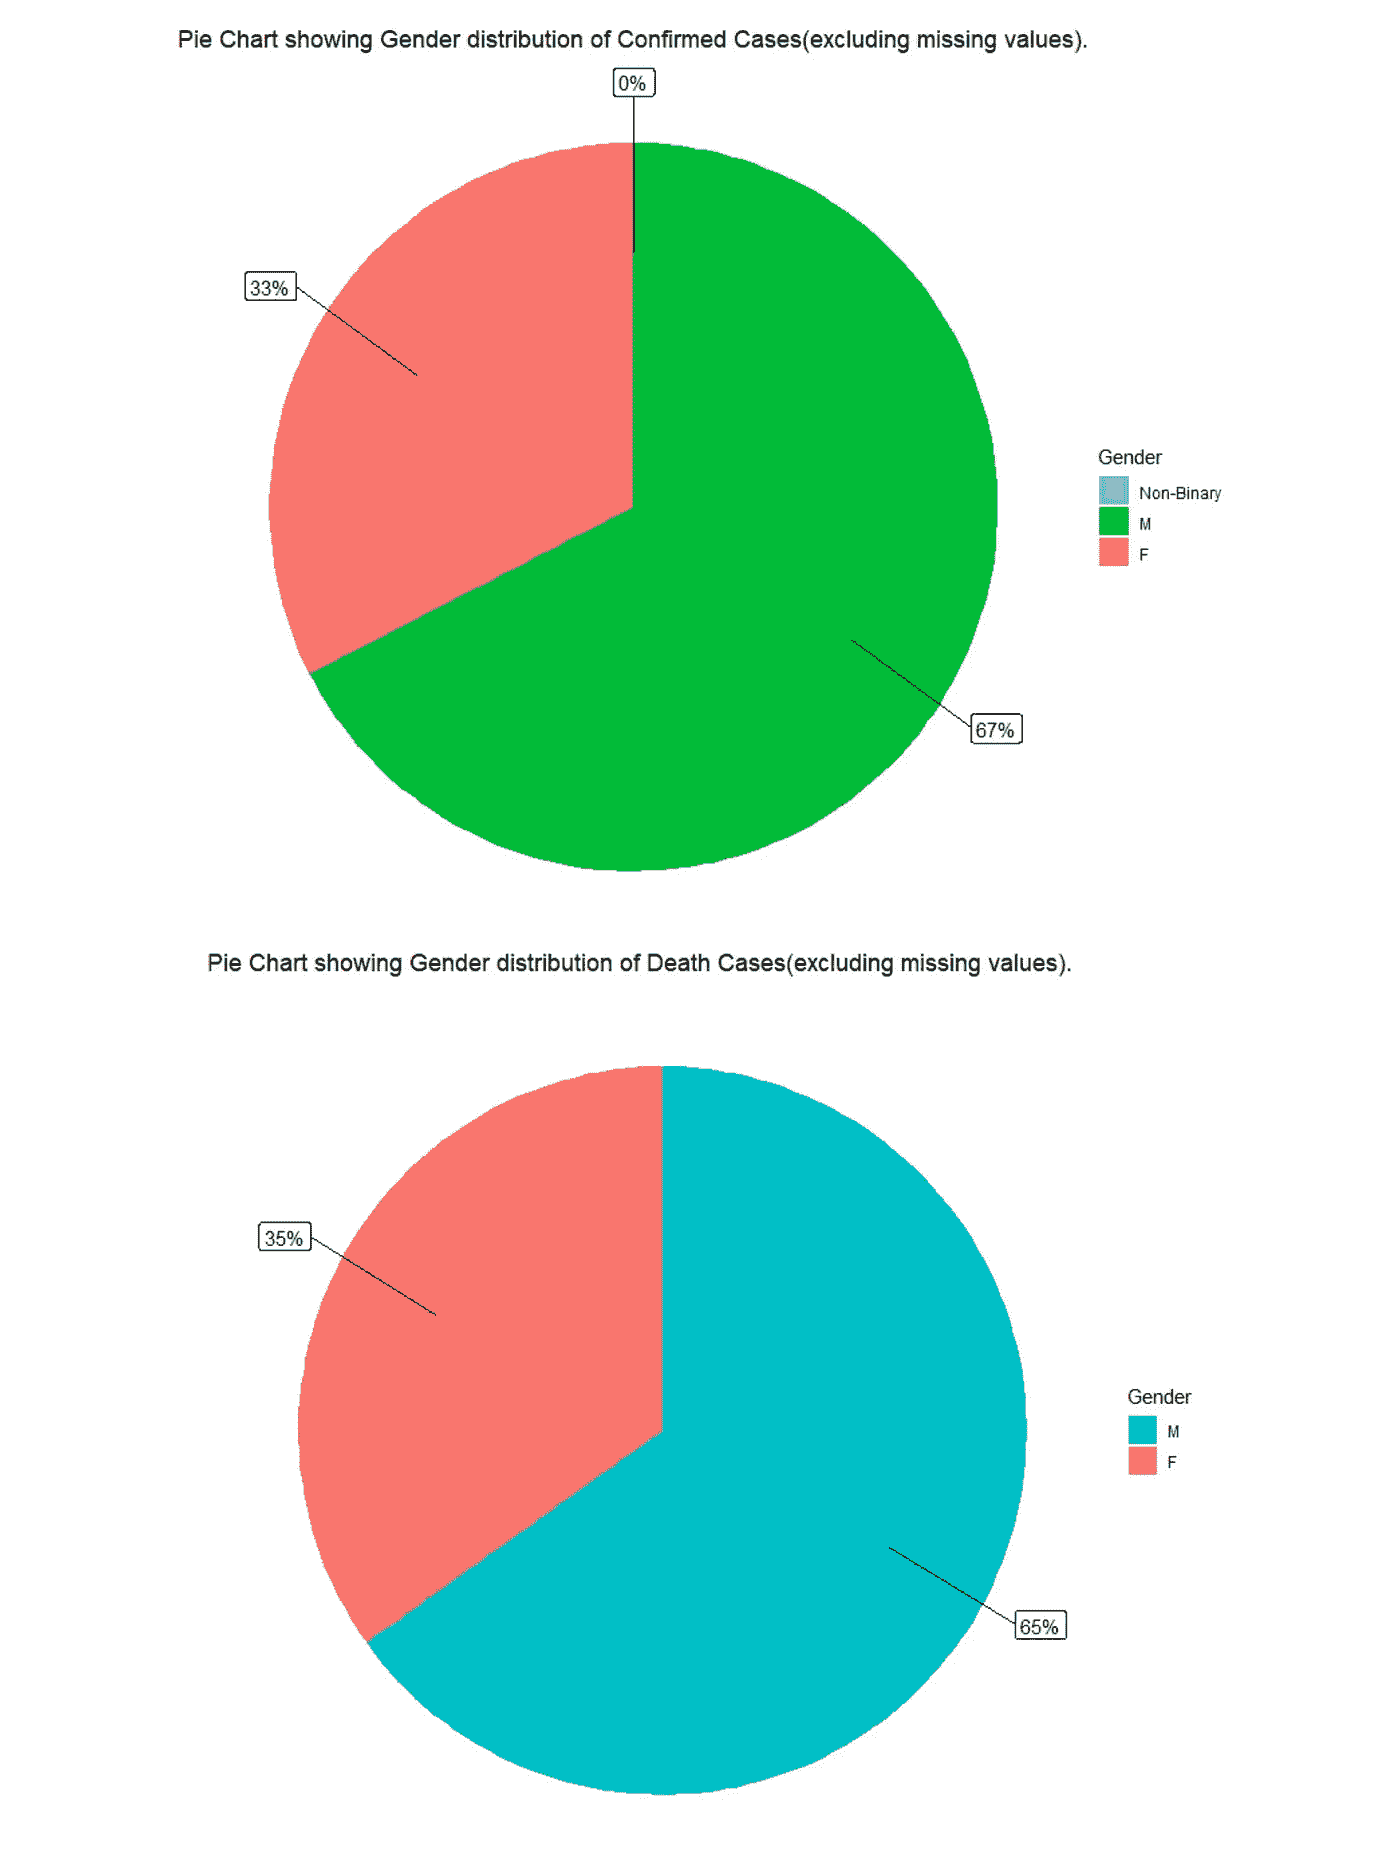 Pie Chart showing Gender distribution of Confirmed Cases(excluding missing values).
0%
33%
Gender
Non-Binary
M
F
67%
Pie Chart showing Gender distribution of Death Cases(excluding missing values).
35%
Gender
M
F
65%